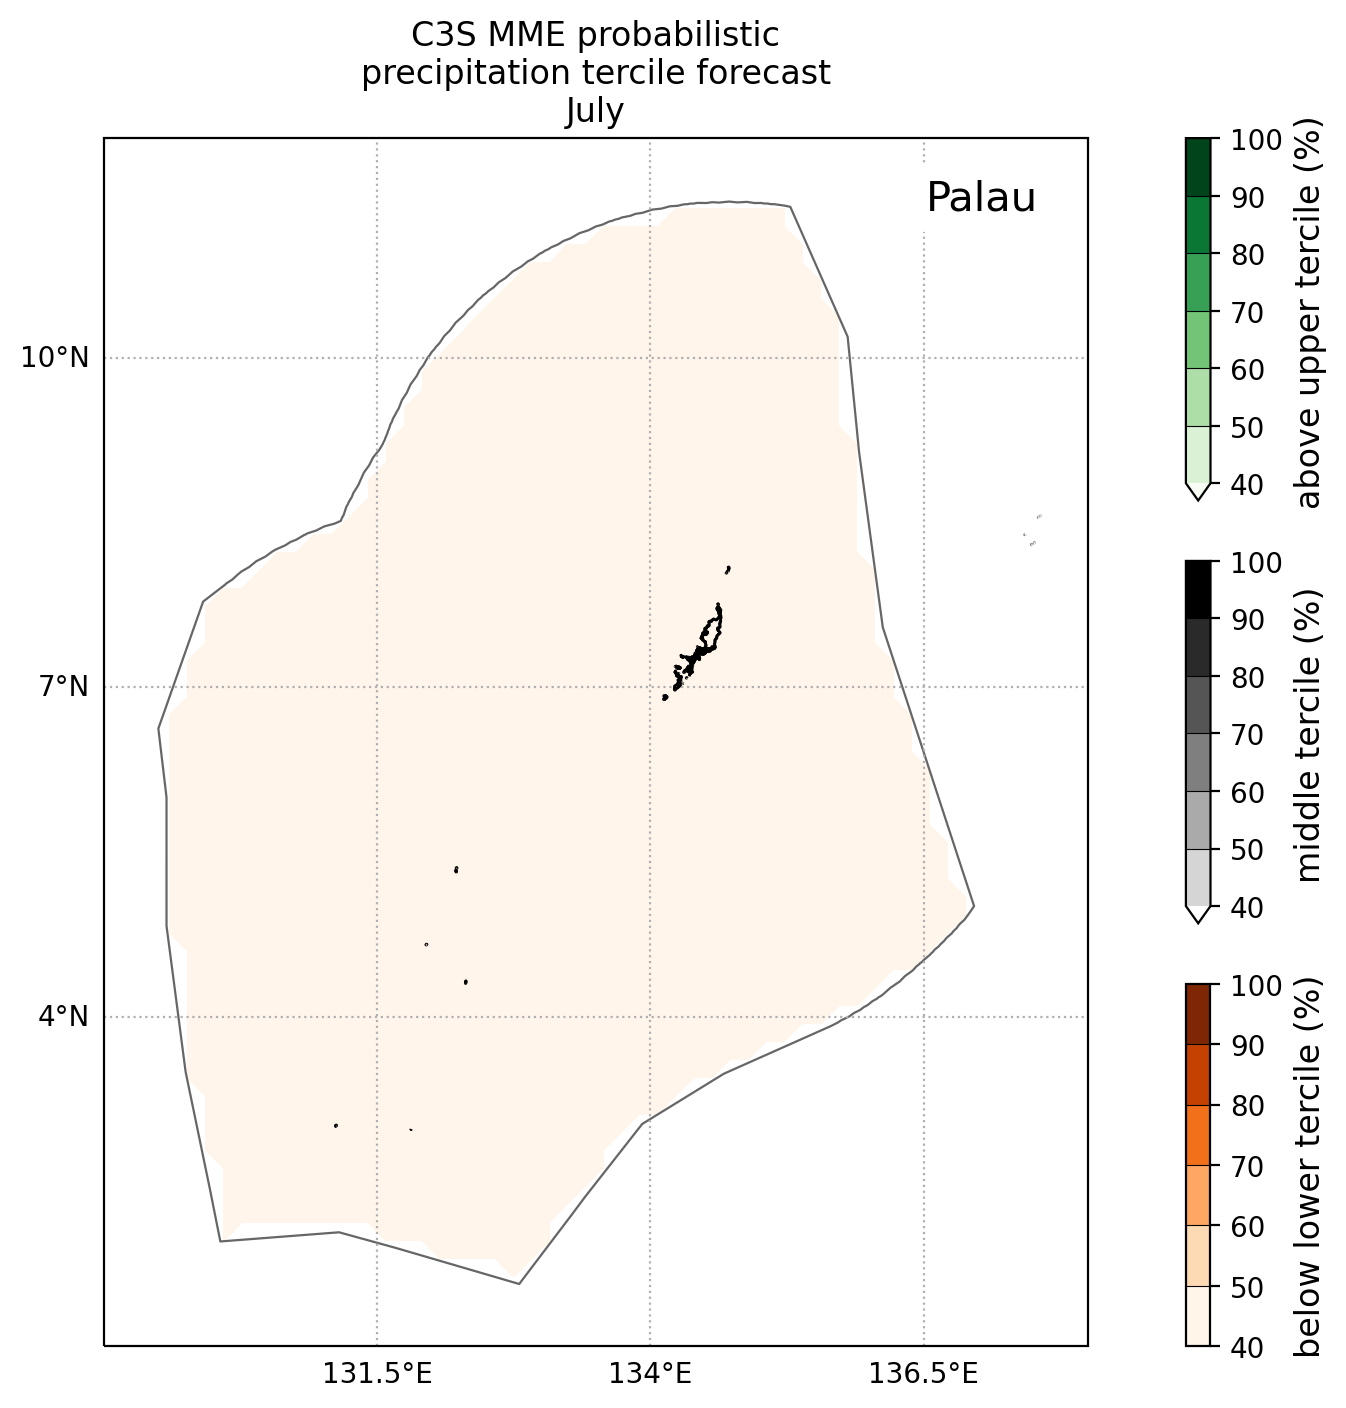 C3S MME probabilistic
precipitation tercile forecast
July
Palau
10°N
7°N
4°N
131.5°E
134°E
136.5°E
100
90
80
70
60
50
40
above upper tercile (%)
100
90
80
70
60
50
40
middle tercile (%)
100
90
80
70
60
50
40
below lower tercile (%)